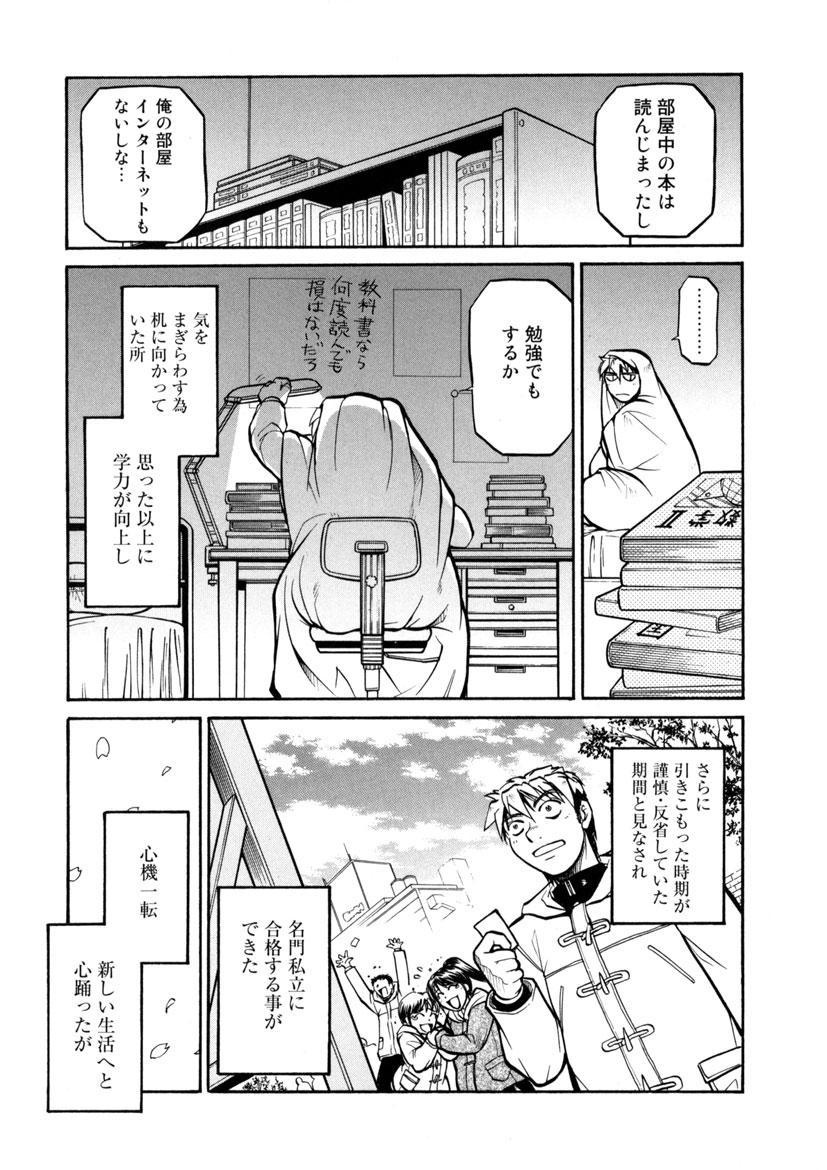 部屋中の本は
読んじまったし
俺の部屋
インターネットも
ないしな…
…………
数学Ⅱ
勉強でも
するか
教科書なら
何度読んでも
損はないだろ
気を
まぎらわす為
机に向かって
いた所
思った以上に
学力が向上し
さらに
引きこもった時期が
謹慎・反省していた
期間と見なされ
名門私立に
合格する事が
できた
心機一転
新しい生活へと
心踊ったが